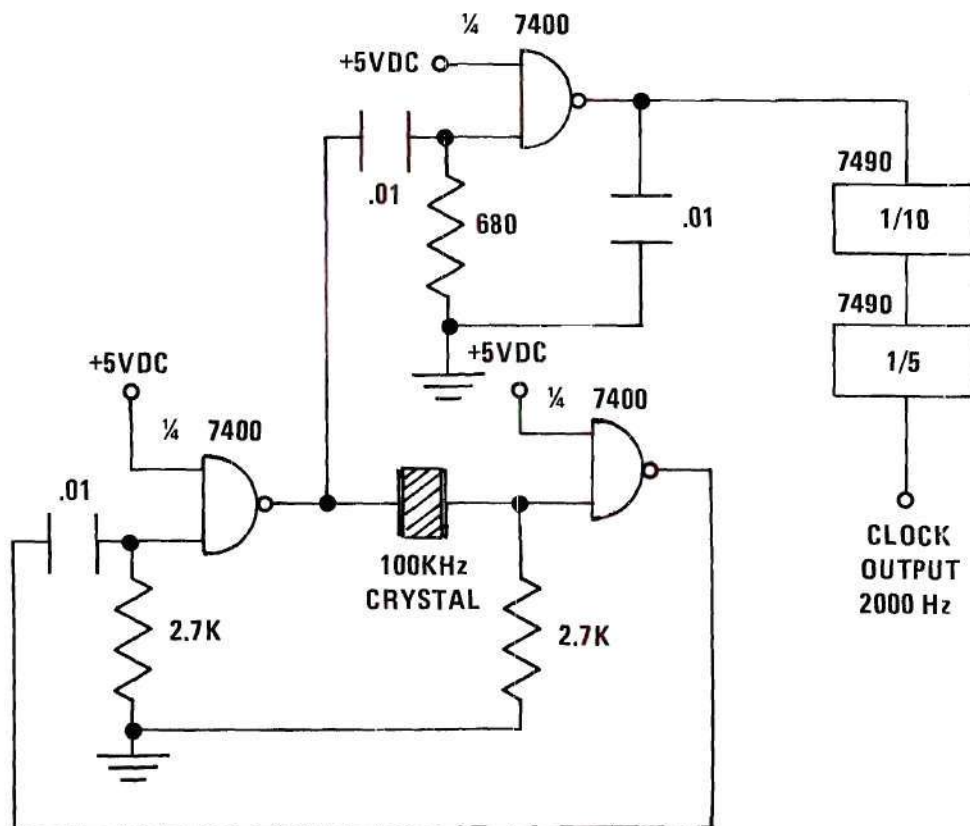 ¼ 7400
+5VDC
.01
680
.01
7490
1/10
7490
1/5
+5VDC
¼ 7400
+5VDC
¼ 7400
.01
100KHz
CRYSTAL
2.7K
2.7K
CLOCK
OUTPUT
2000 Hz